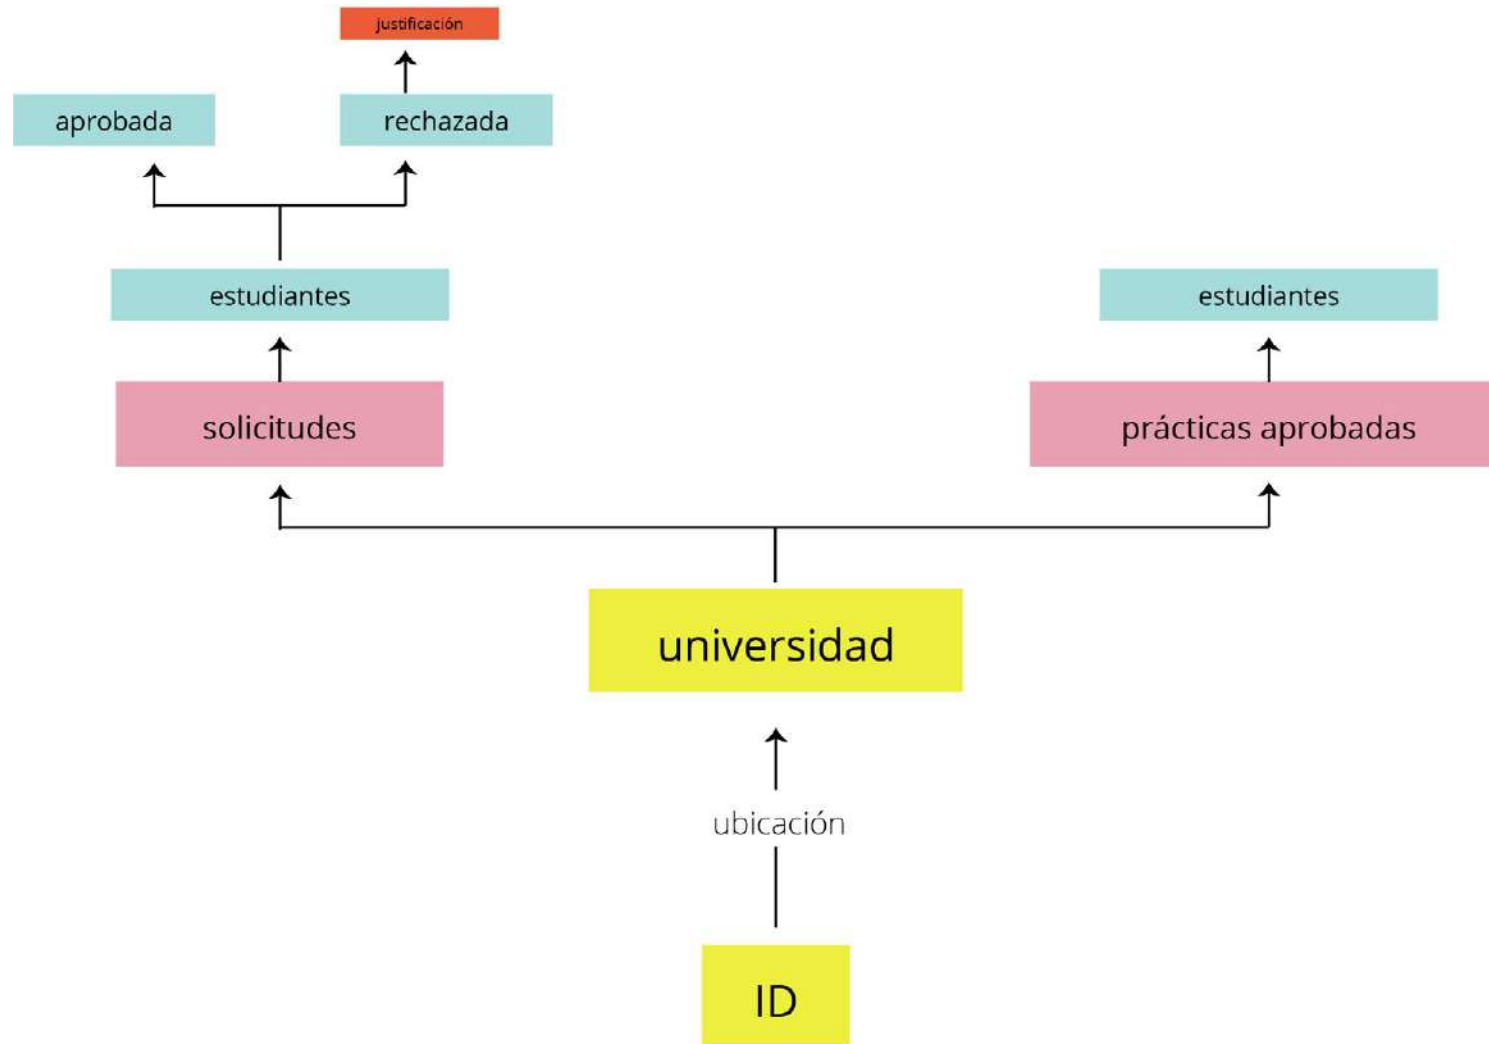 justificación
aprobada
rechazada
estudiantes
estudiantes
solicitudes
prácticas aprobadas
universidad
ubicación
ID